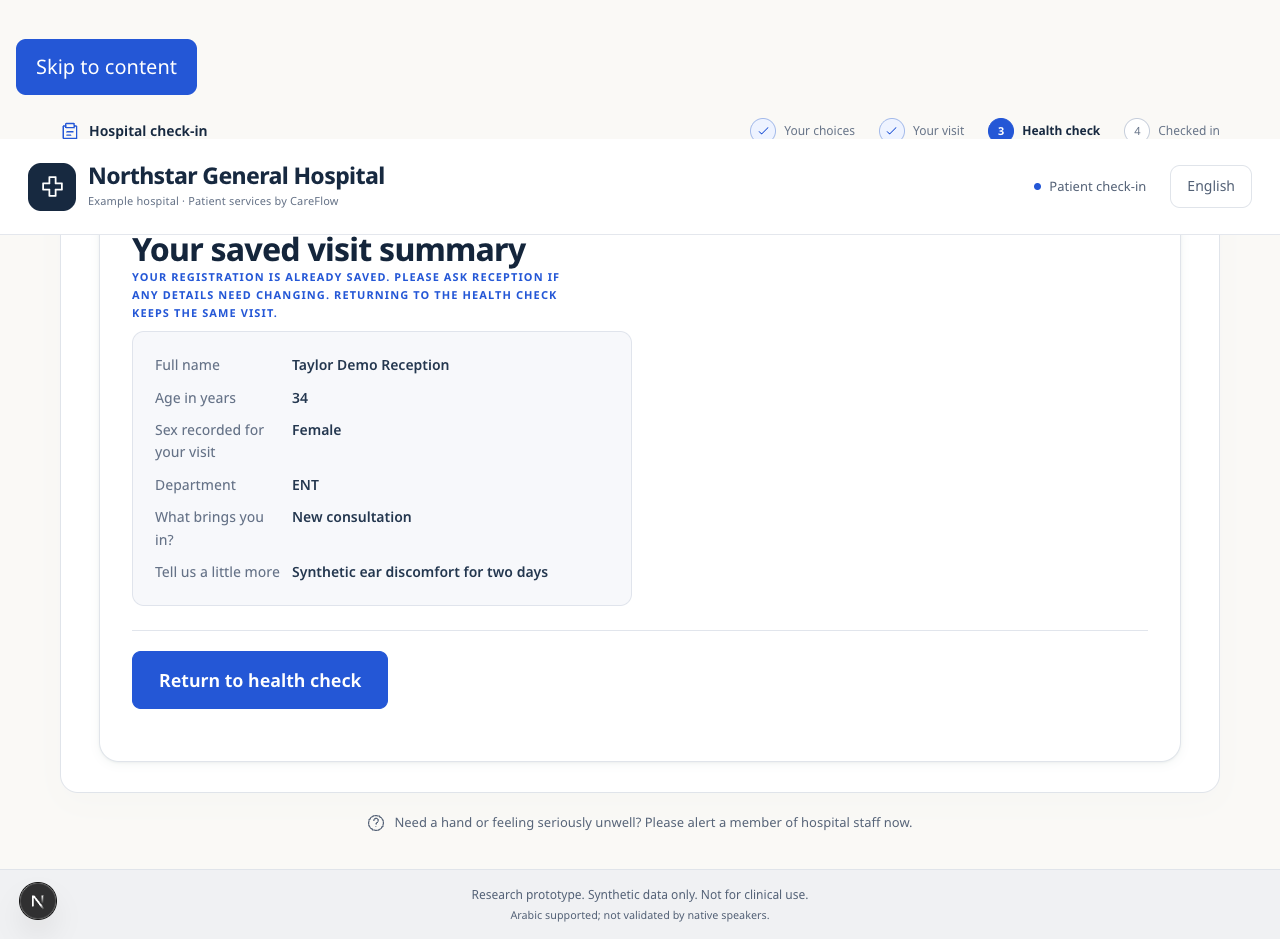 Skip to content
Hospital check-in
Your choices
Your visit
3 Health check
4 Checked in
Northstar General Hospital
Example hospital · Patient services by CareFlow
Patient check-in
English
Your saved visit summary
YOUR REGISTRATION IS ALREADY SAVED. PLEASE ASK RECEPTION IF
ANY DETAILS NEED CHANGING. RETURNING TO THE HEALTH CHECK
KEEPS THE SAME VISIT.
Full name Taylor Demo Reception
Age in years 34
Sex recorded for Female
your visit
Department ENT
What brings you New consultation
in?
Tell us a little more Synthetic ear discomfort for two days
Return to health check
Need a hand or feeling seriously unwell? Please alert a member of hospital staff now.
N
Research prototype. Synthetic data only. Not for clinical use.
Arabic supported; not validated by native speakers.